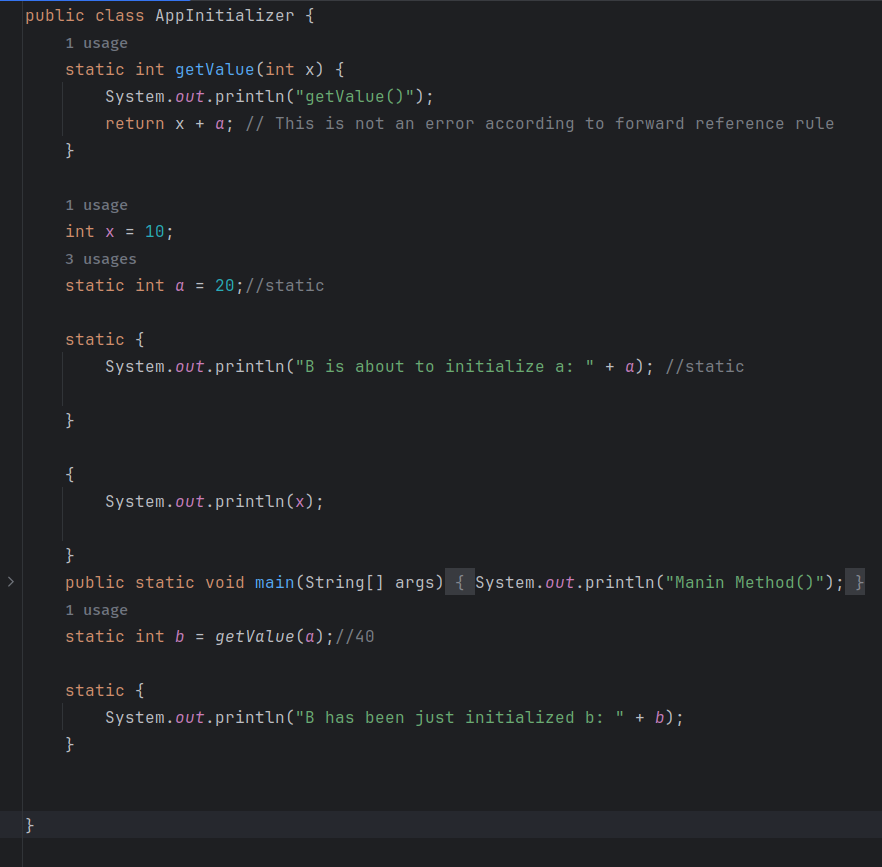 public class AppInitializer {
1 usage
static int getValue(int x) {
System.out.println("getValue()");
return x + a; // This is not an error according to forward reference rule
}
1 usage
int x = 10;
3 usages
static int a = 20;//static
static {
System.out.println("B is about to initialize a: " + a); //static
}
{
System.out.println(x);
}
public static void main(String[] args) { System.out.println("Manin Method()"); }
1 usage
static int b = getValue(a);//40
static {
System.out.println("B has been just initialized b: " + b);
}
}